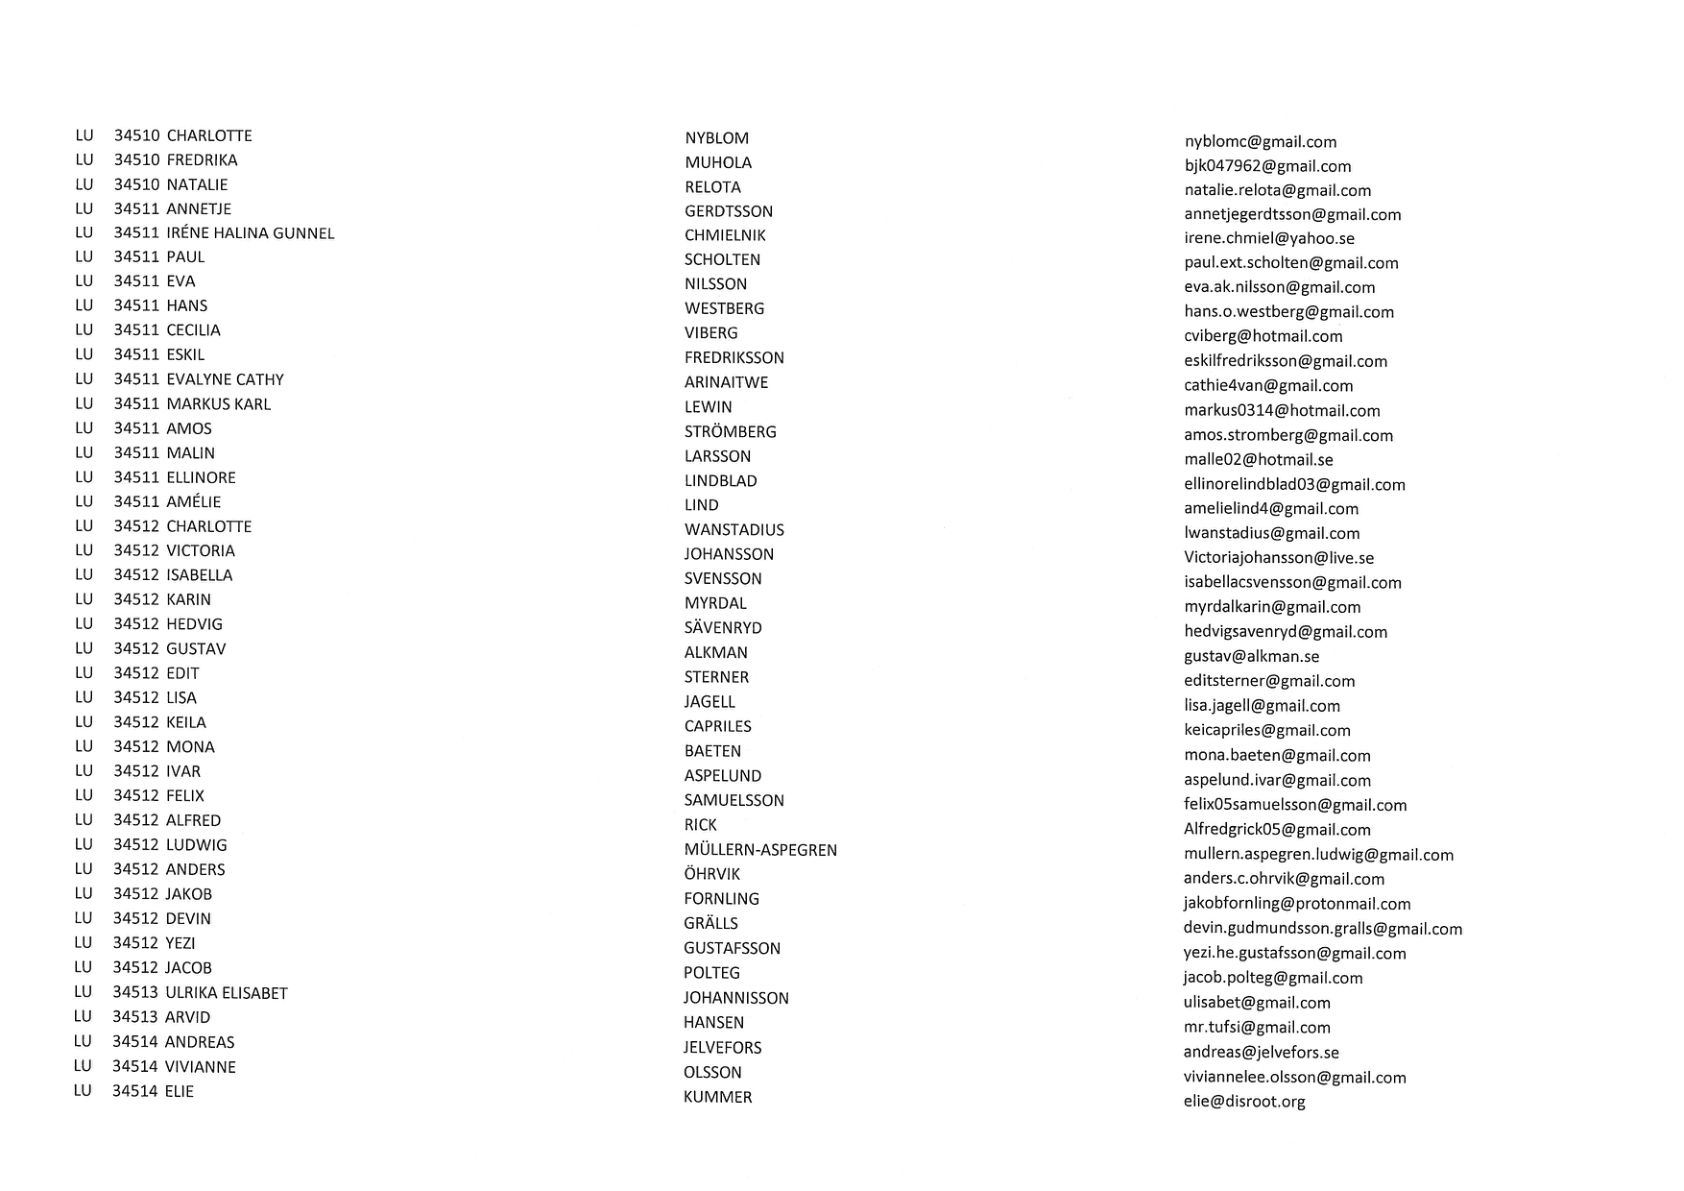 LU 34510 CHARLOTTE NYBLOM nyblomc@gmail.com
LU 34510 FREDRIKA MUHOLA bjk047962@gmail.com
LU 34510 NATALIE RELOTA natalie.relota@gmail.com
LU 34511 ANNETJE GERDTSSON annetjegerdtsson@gmail.com
LU 34511 IRÉNE HALINA GUNNEL CHMIELNIK irene.chmiel@yahoo.se
LU 34511 PAUL SCHOLTEN paul.ext.scholten@gmail.com
LU 34511 EVA NILSSON eva.ak.nilsson@gmail.com
LU 34511 HANS WESTBERG hans.o.westberg@gmail.com
LU 34511 CECILIA VIBERG cviberg@hotmail.com
LU 34511 ESKIL FREDRIKSSON eskilfredriksson@gmail.com
LU 34511 EVALYNE CATHY ARINAITWE cathie4van@gmail.com
LU 34511 MARKUS KARL LEWIN markus0314@hotmail.com
LU 34511 AMOS STRÖMBERG amos.stromberg@gmail.com
LU 34511 MALIN LARSSON malle02@hotmail.se
LU 34511 ELLINORE LINDBLAD ellinorelindblad03@gmail.com
LU 34511 AMÉLIE LIND amelielind4@gmail.com
LU 34512 CHARLOTTE WANSTADIUS lwanstadius@gmail.com
LU 34512 VICTORIA JOHANSSON Victoriajohansson@live.se
LU 34512 ISABELLA SVENSSON isabellacsvensson@gmail.com
LU 34512 KARIN MYRDAL myrdalkarin@gmail.com
LU 34512 HEDVIG SÄVENRYD hedvigsavenryd@gmail.com
LU 34512 GUSTAV ALKMAN gustav@alkman.se
LU 34512 EDIT STERNER editsterner@gmail.com
LU 34512 LISA JAGELL lisa.jagell@gmail.com
LU 34512 KEILA CAPRILES keicapriles@gmail.com
LU 34512 MONA BAETEN mona.baeten@gmail.com
LU 34512 IVAR ASPELUND aspelund.ivar@gmail.com
LU 34512 FELIX SAMUELSSON felix05samuelsson@gmail.com
LU 34512 ALFRED RICK Alfredgrick05@gmail.com
LU 34512 LUDWIG MÜLLERN-ASPEGREN mullern.aspegren.ludwig@gmail.com
LU 34512 ANDERS ÖHRVIK anders.c.ohrvik@gmail.com
LU 34512 JAKOB FORNLING jakobfornling@protonmail.com
LU 34512 DEVIN GRÄLLS devin.gudmundsson.gralls@gmail.com
LU 34512 YEZI GUSTAFSSON yezi.he.gustafsson@gmail.com
LU 34512 JACOB POLTEG jacob.polteg@gmail.com
LU 34513 ULRIKA ELISABET JOHANNISSON ulisabet@gmail.com
LU 34513 ARVID HANSEN mr.tufsi@gmail.com
LU 34514 ANDREAS JELVEFORS andreas@jelvefors.se
LU 34514 VIVIANNE OLSSON viviannelee.olsson@gmail.com
LU 34514 ELIE KUMMER elie@disroot.org